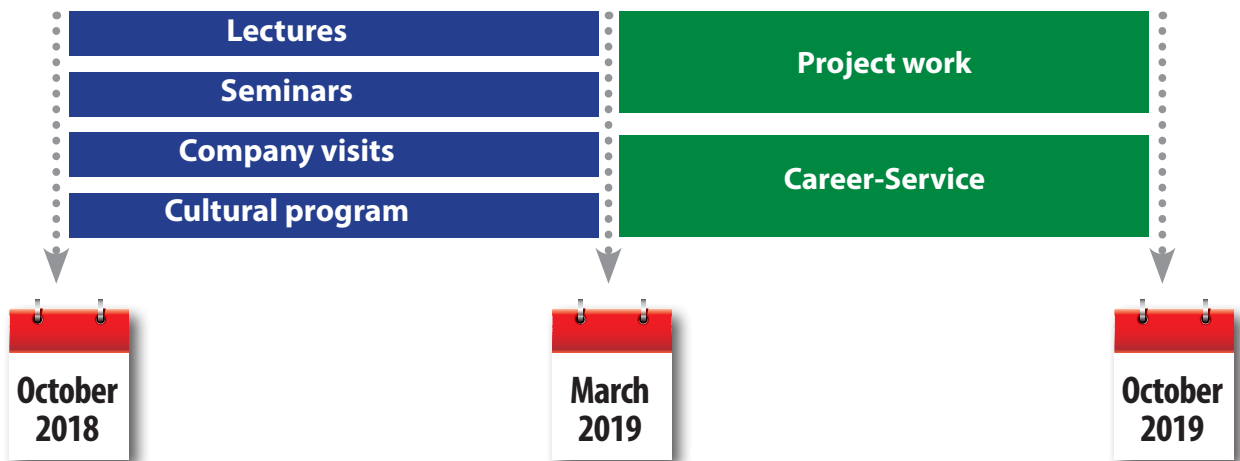 Lectures
Seminars
Company visits
Cultural program
Project work
Career-Service
October
2018
March
2019
October
2019